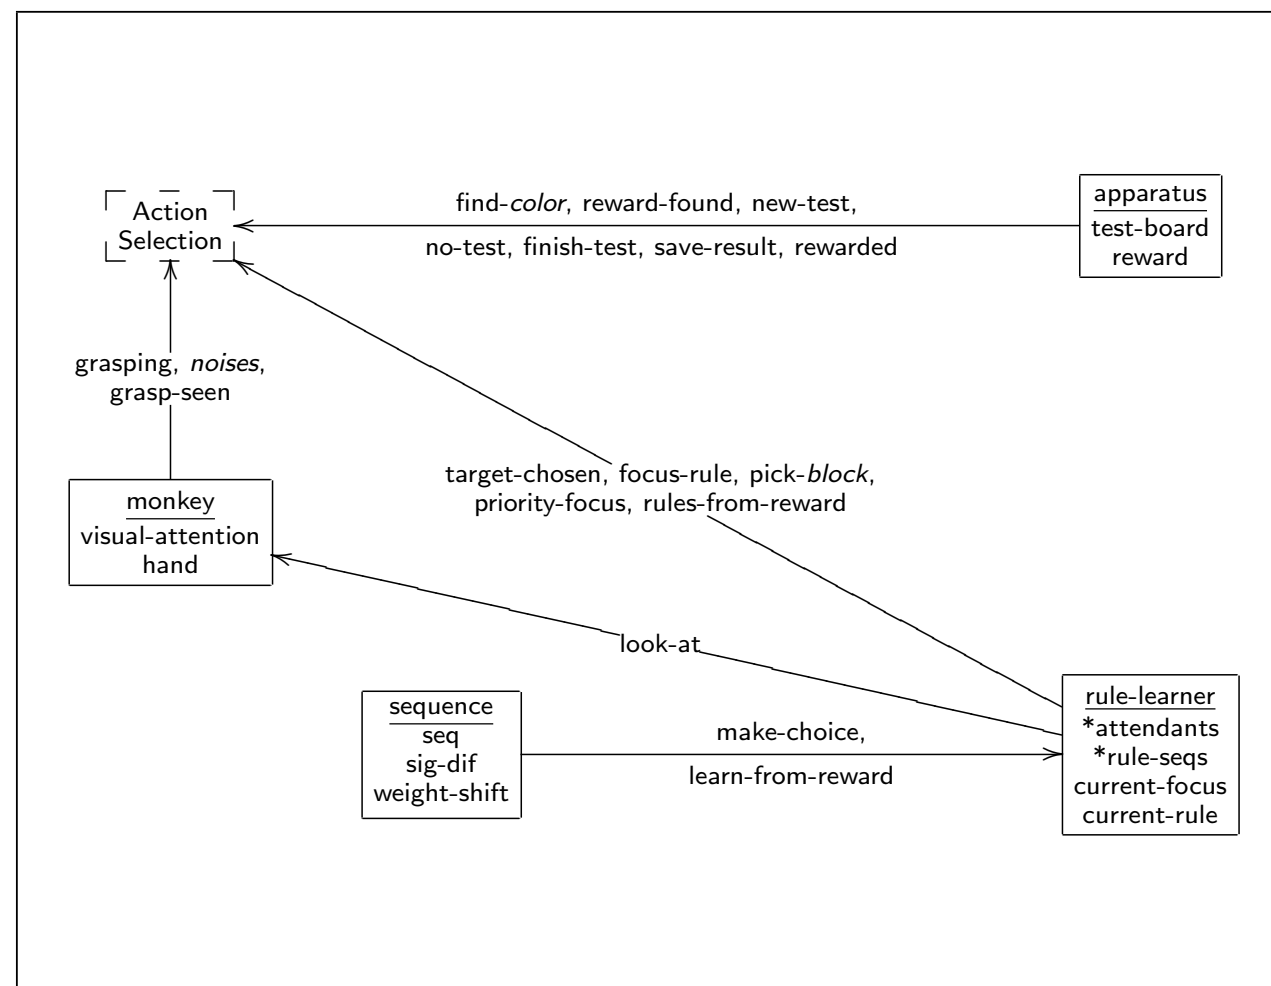 Action
Selection
find-color, reward-found, new-test,
no-test, finish-test, save-result, rewarded
apparatus
test-board
reward
grasping, noises,
grasp-seen
target-chosen, focus-rule, pick-block,
priority-focus, rules-from-reward
monkey
visual-attention
hand
look-at
sequence
seq
sig-dif
weight-shift
make-choice,
learn-from-reward
rule-learner
*attendants
*rule-seqs
current-focus
current-rule